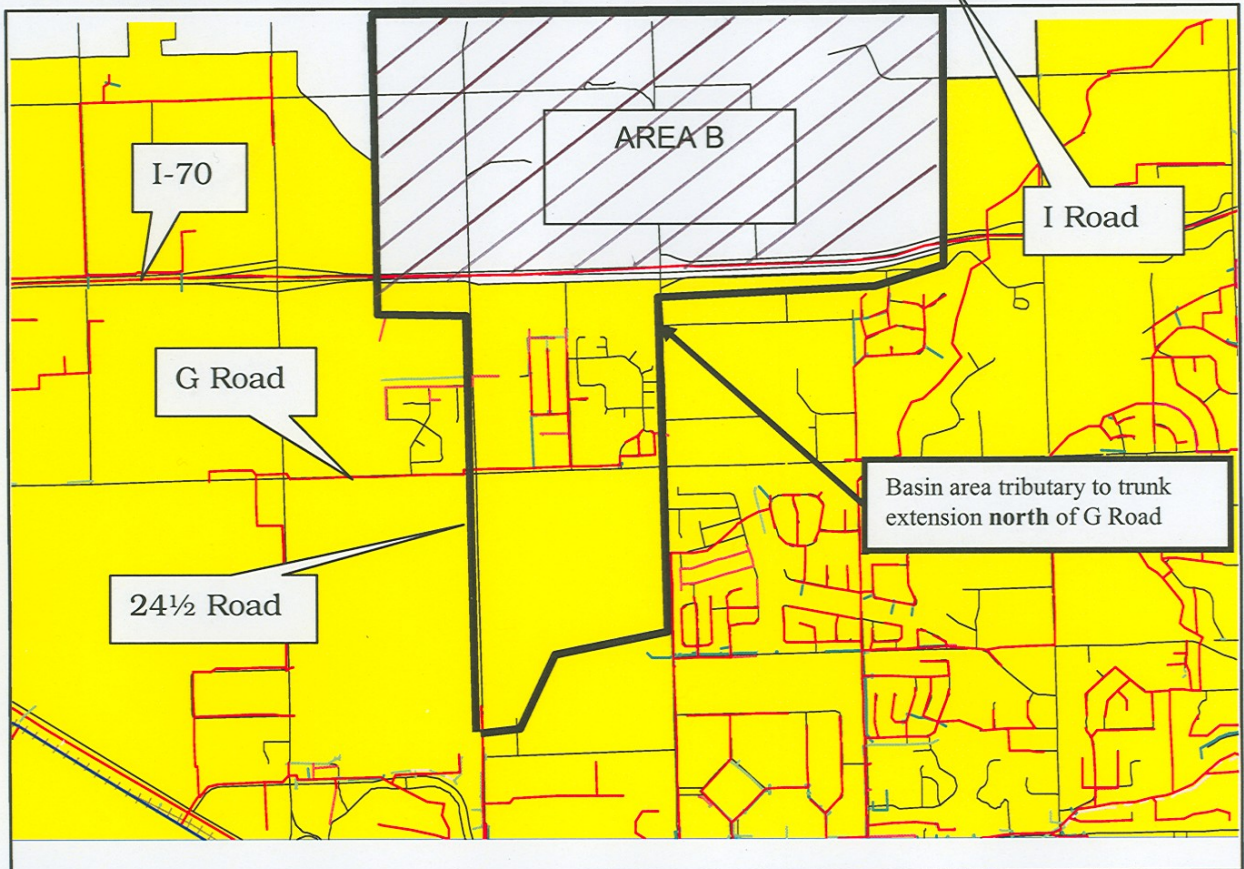 AREA B
I-70
I Road
G Road
Basin area tributary to trunk
extension north of G Road
24½ Road